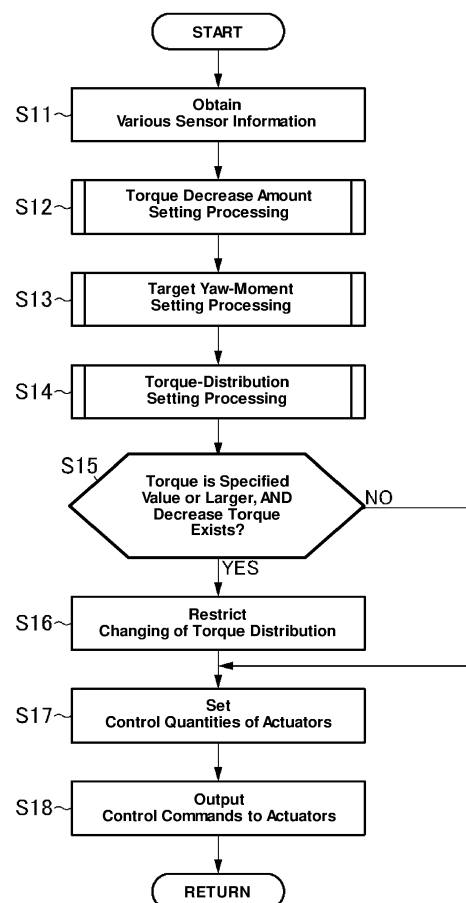 START
S11
Obtain
Various Sensor Information
S12
Torque Decrease Amount
Setting Processing
S13
Target Yaw-Moment
Setting Processing
S14
Torque-Distribution
Setting Processing
S15
Torque is Specified
Value or Larger, AND
Decrease Torque
Exists?
NO
YES
S16
Restrict
Changing of Torque Distribution
S17
Set
Control Quantities of Actuators
S18
Output
Control Commands to Actuators
RETURN